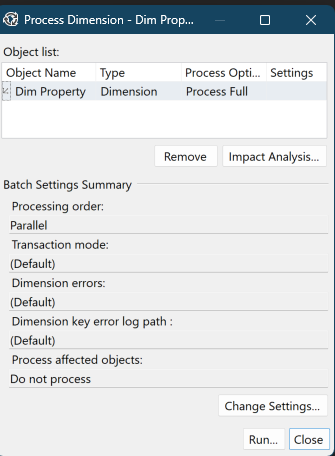 Process Dimension - Dim Prop...
Object list:
Object Name Type Process Opti... Settings
Dim Property Dimension Process Full
Remove Impact Analysis...
Batch Settings Summary
Processing order:
Parallel
Transaction mode:
(Default)
Dimension errors:
(Default)
Dimension key error log path :
(Default)
Process affected objects:
Do not process
Change Settings...
Run... Close